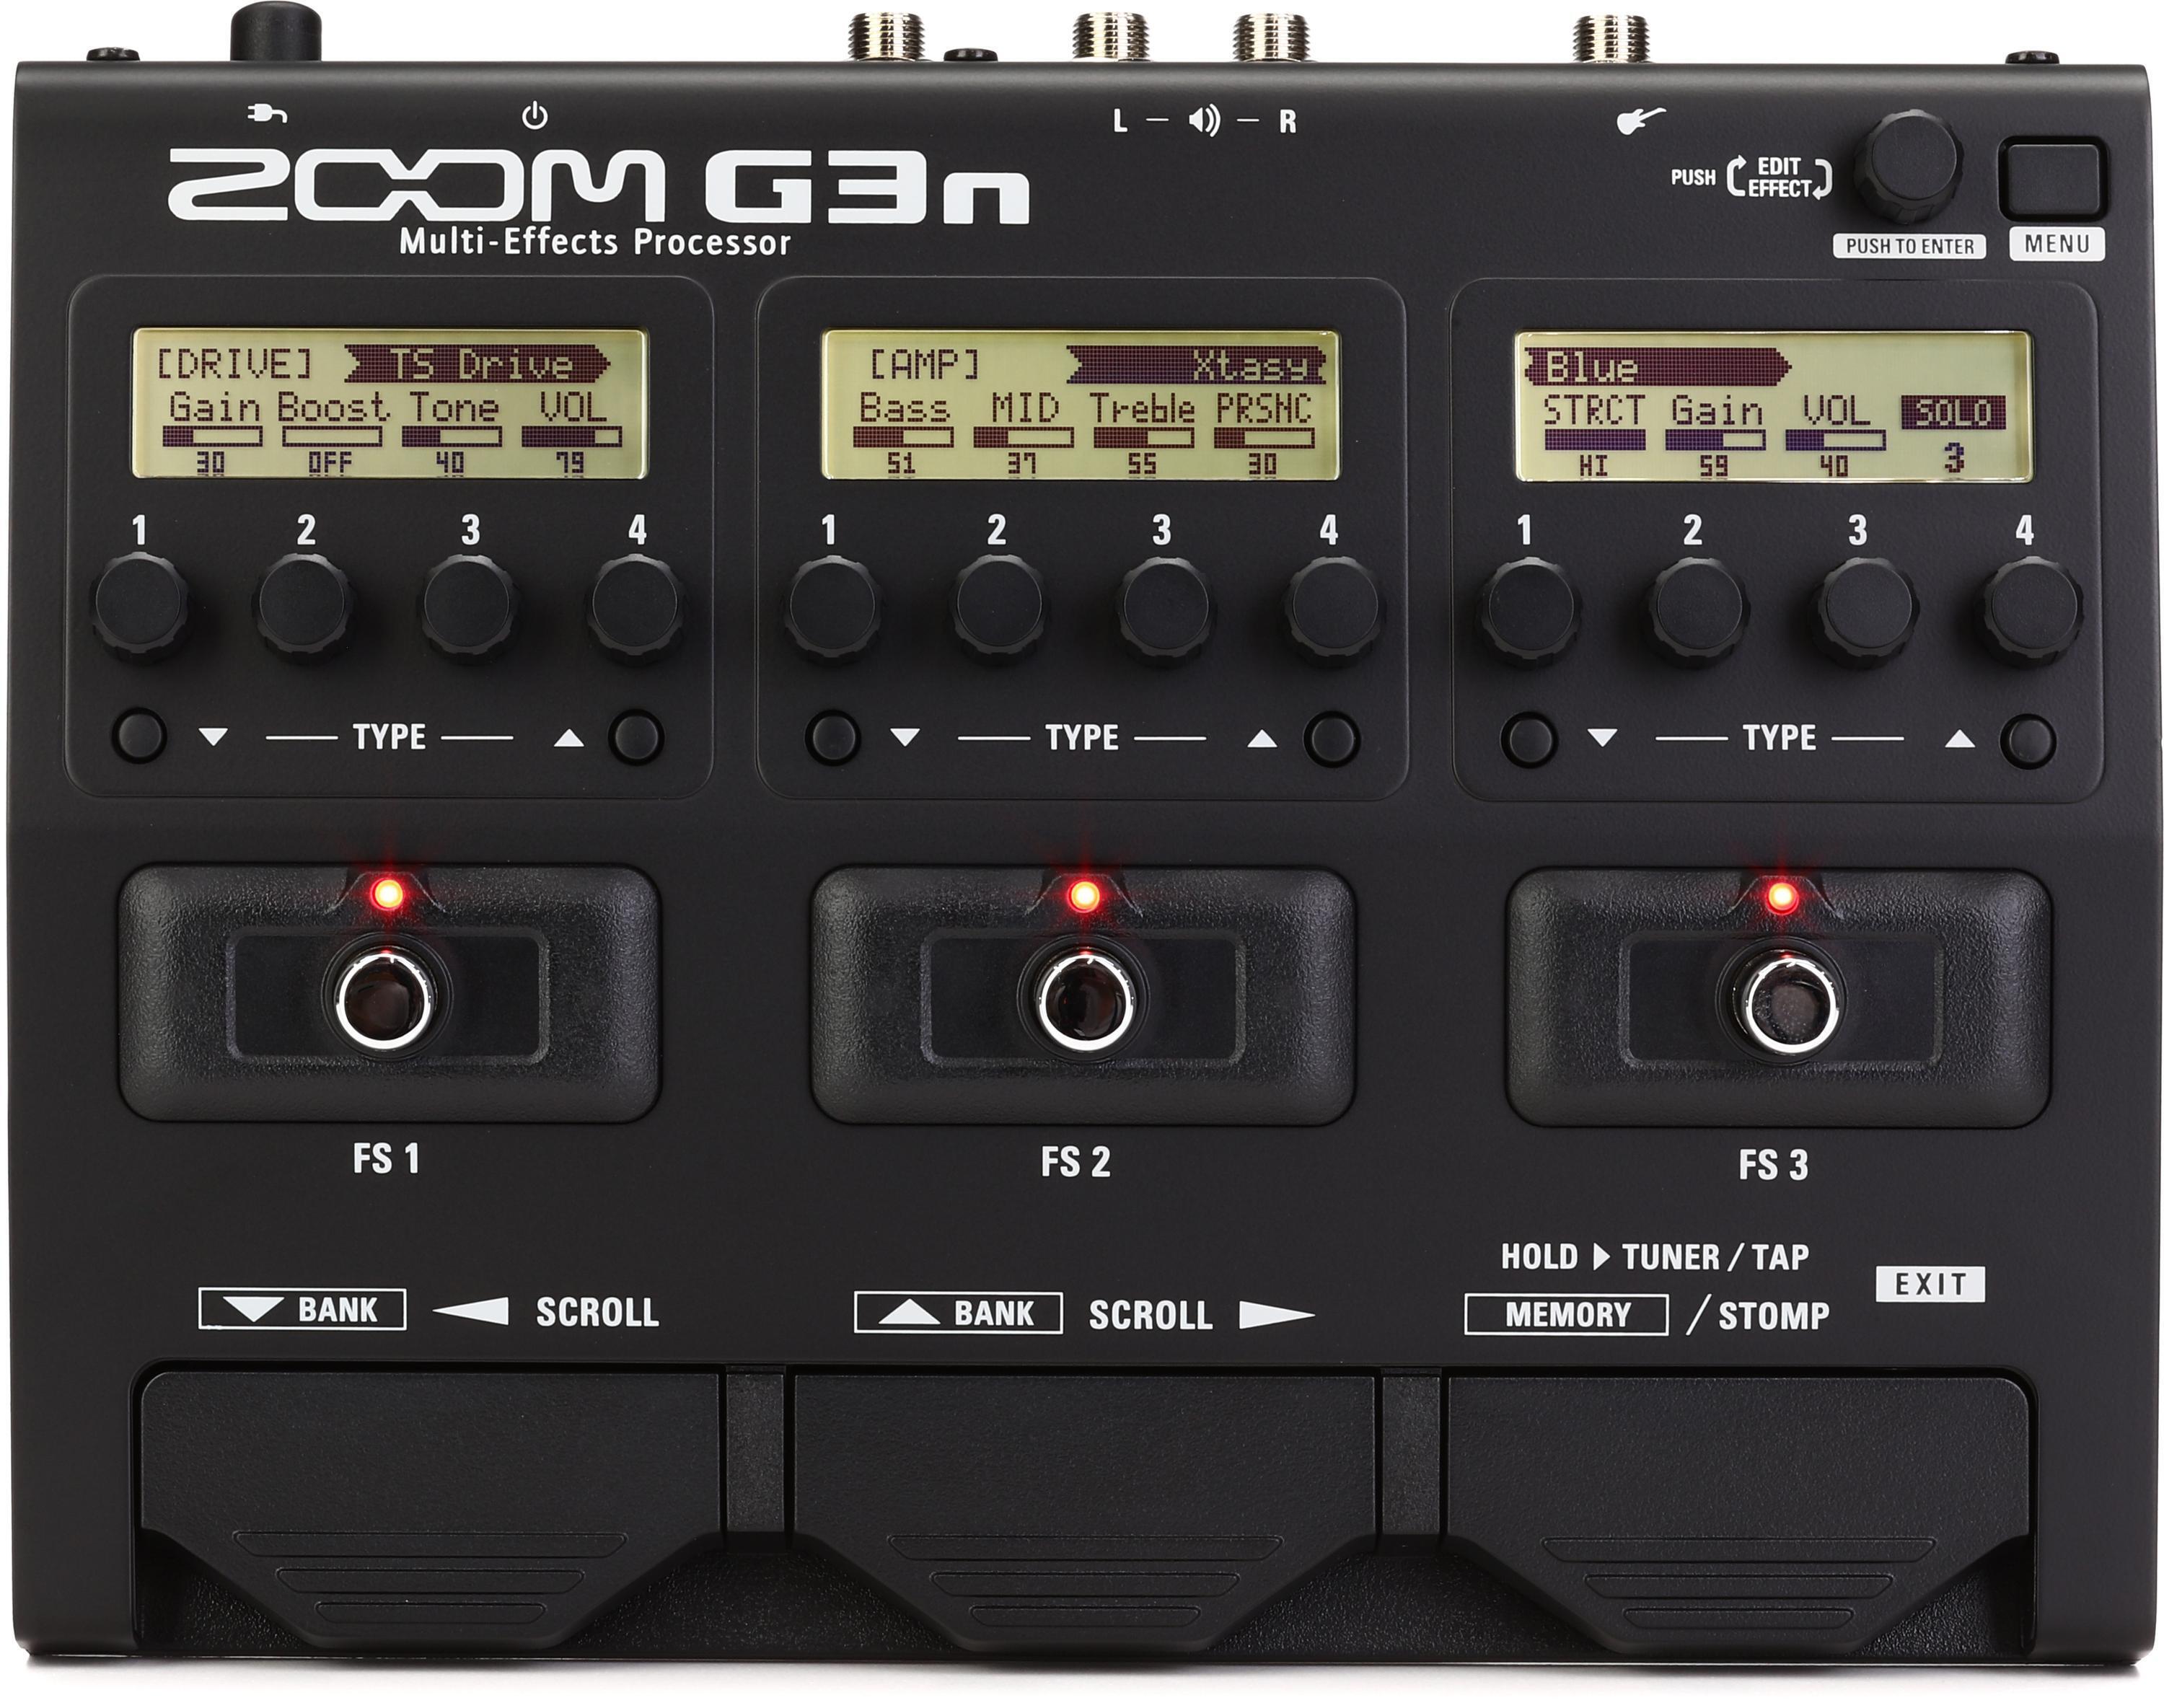 L — — R
ZOOM G3n
Multi-Effects Processor
PUSH EDIT EFFECT
PUSH TO ENTER
MENU
[DRIVE] TS Drive
Gain Boost Tone VOL
30 OFF 40 79
[AMP] Xtasy
Bass MID Treble PRSNC
51 37 55 30
Blue
STRCT Gain VOL SOLO
HI 59 40 3
1 2 3 4
1 2 3 4
1 2 3 4
▼ — TYPE — ▲
▼ — TYPE — ▲
▼ — TYPE — ▲
FS 1
FS 2
FS 3
▼ BANK ◀ SCROLL
▲ BANK SCROLL ▶
HOLD ▶ TUNER / TAP
MEMORY / STOMP
EXIT